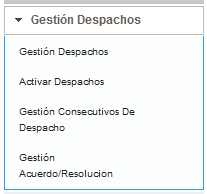 Gestión Despachos
Gestión Despachos
Activar Despachos
Gestión Consecutivos De
Despacho
Gestión
Acuerdo/Resolucion